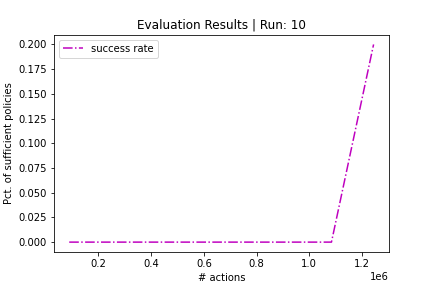 Evaluation Results | Run: 10
success rate
Pct. of sufficient policies
0.200
0.175
0.150
0.125
0.100
0.075
0.050
0.025
0.000
0.2 0.4 0.6 0.8 1.0 1.2
1e6
# actions